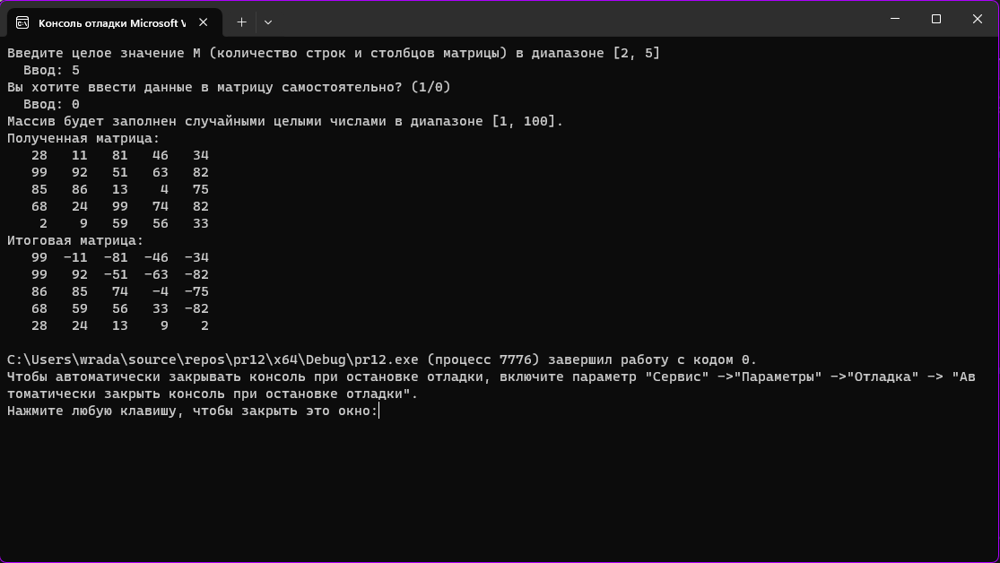 Консоль отладки Microsoft V
Введите целое значение M (количество строк и столбцов матрицы) в диапазоне [2, 5]
  Ввод: 5
Вы хотите ввести данные в матрицу самостоятельно? (1/0)
  Ввод: 0
Массив будет заполнен случайными целыми числами в диапазоне [1, 100].
Полученная матрица:
   28   11   81   46   34
   99   92   51   63   82
   85   86   13    4   75
   68   24   99   74   82
    2    9   59   56   33
Итоговая матрица:
   99  -11  -81  -46  -34
   99   92  -51  -63  -82
   86   85   74   -4  -75
   68   59   56   33  -82
   28   24   13    9    2
C:\Users\wrada\source\repos\pr12\x64\Debug\pr12.exe (процесс 7776) завершил работу с кодом 0.
Чтобы автоматически закрывать консоль при остановке отладки, включите параметр "Сервис" ->"Параметры" ->"Отладка" -> "Ав
томатически закрыть консоль при остановке отладки".
Нажмите любую клавишу, чтобы закрыть это окно: